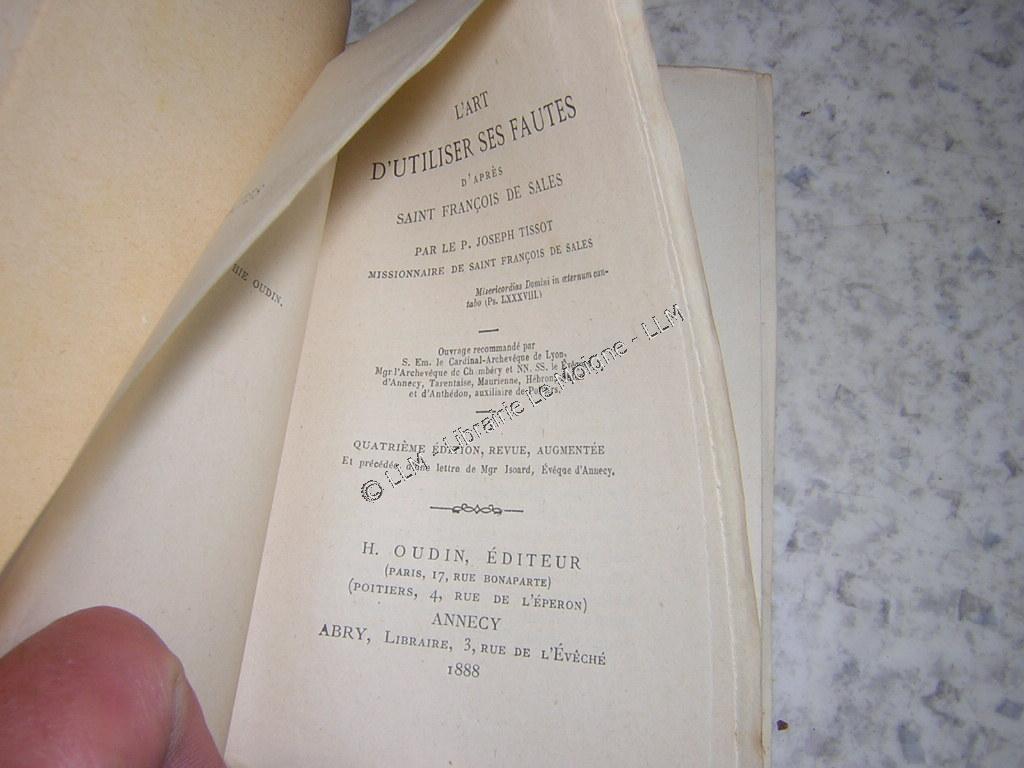 HIE OUDIN.
L'ART
D'UTILISER SES FAUTES
D'APRÈS
SAINT FRANÇOIS DE SALES
PAR LE P. JOSEPH TISSOT
MISSIONNAIRE DE SAINT FRANÇOIS DE SALES
Misericordias Domini in æternum can-
tabo (Ps. LXXXVIII.)
Ouvrage recommandé par
S. Em. le Cardinal-Archevêque de Lyon,
Mgr l'Archevêque de Chambéry et NN. SS. le
d'Annecy, Tarentaise, Maurienne,
et d'Anthédon, auxiliaire de
QUATRIÈME ÉDITION, REVUE, AUGMENTÉE
Et précédée d'une lettre de Mgr Isoard, Évêque d'Annecy.
© LLM - Librairie Le Moigne - LLM
H. OUDIN, ÉDITEUR
(PARIS, 17, RUE BONAPARTE)
(POITIERS, 4, RUE DE L'ÉPERON)
ANNECY
ABRY, LIBRAIRE, 3, RUE DE L'ÉVÊCHÉ
1888